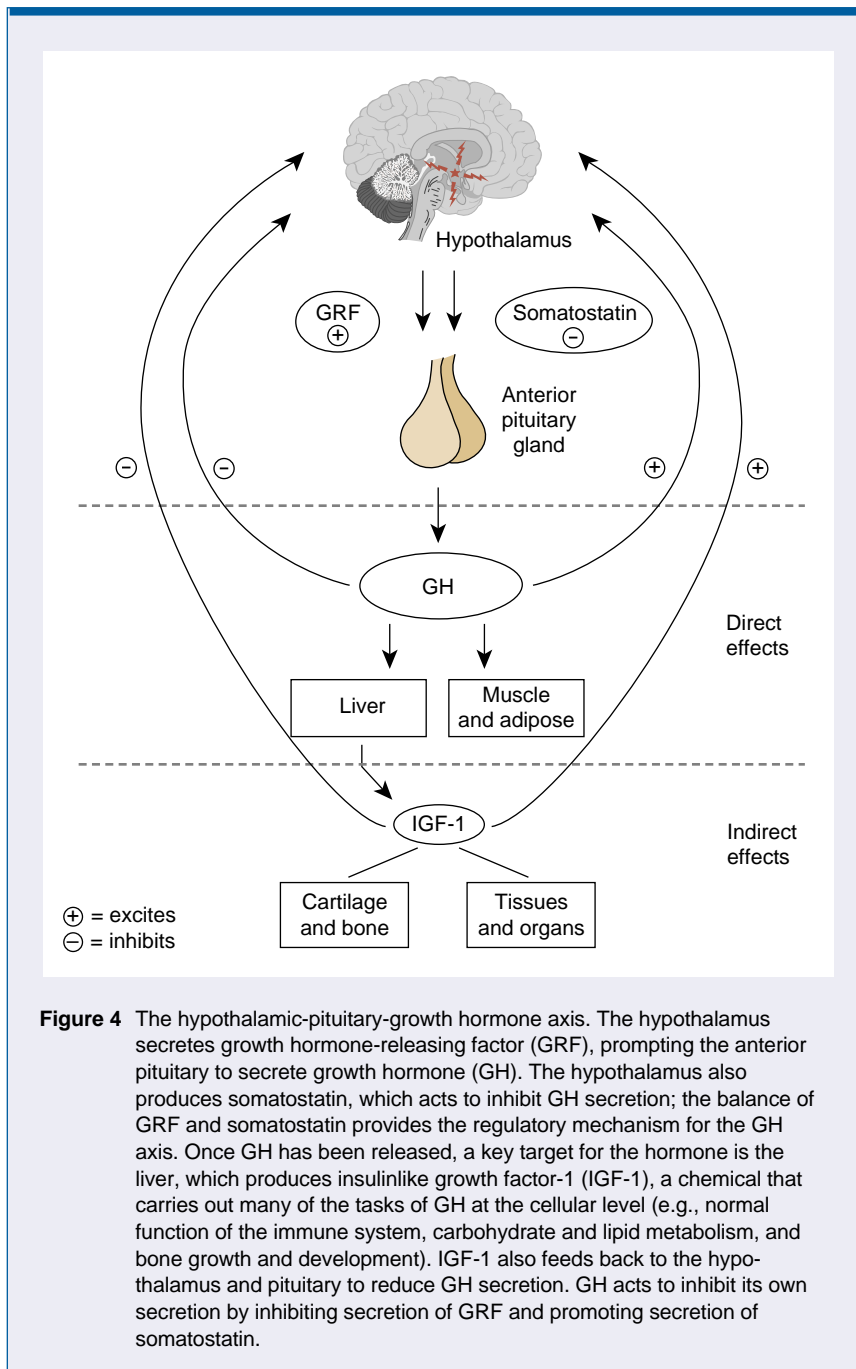 Hypothalamus
GRF
+
Somatostatin
−
Anterior
pituitary
gland
−
−
+
+
GH
Direct
effects
Liver
Muscle
and adipose
IGF-1
Indirect
effects
Cartilage
and bone
Tissues
and organs
+ = excites
− = inhibits
Figure 4 The hypothalamic-pituitary-growth hormone axis. The hypothalamus
secretes growth hormone-releasing factor (GRF), prompting the anterior
pituitary to secrete growth hormone (GH). The hypothalamus also
produces somatostatin, which acts to inhibit GH secretion; the balance of
GRF and somatostatin provides the regulatory mechanism for the GH
axis. Once GH has been released, a key target for the hormone is the
liver, which produces insulinlike growth factor-1 (IGF-1), a chemical that
carries out many of the tasks of GH at the cellular level (e.g., normal
function of the immune system, carbohydrate and lipid metabolism, and
bone growth and development). IGF-1 also feeds back to the hypo-
thalamus and pituitary to reduce GH secretion. GH acts to inhibit its own
secretion by inhibiting secretion of GRF and promoting secretion of
somatostatin.